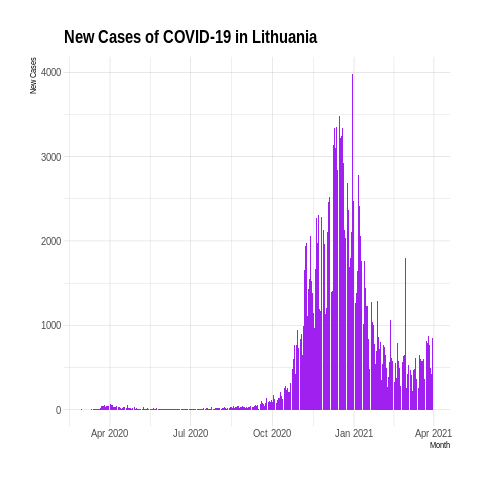 New Cases of COVID-19 in Lithuania
New Cases
4000
3000
2000
1000
0
Apr 2020
Jul 2020
Oct 2020
Jan 2021
Apr 2021
Month